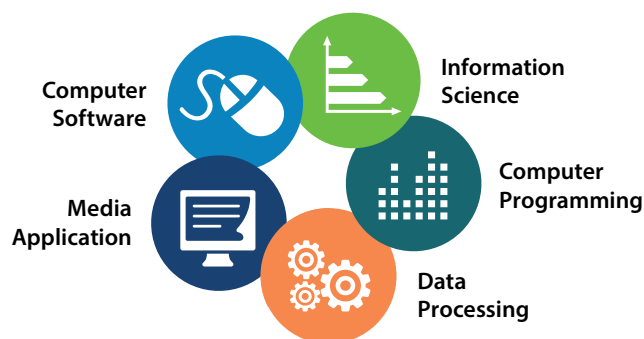 Computer
Software
Information
Science
Computer
Programming
Media
Application
Data
Processing